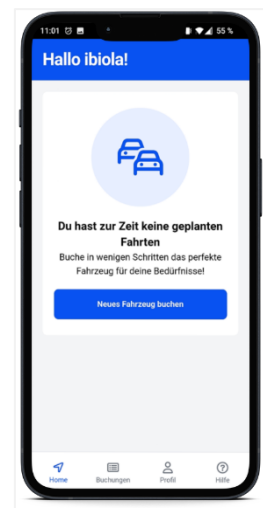 11:01
55 %
Hallo ibiola!
Du hast zur Zeit keine geplanten
Fahrten
Buche in wenigen Schritten das perfekte
Fahrzeug für deine Bedürfnisse!
Neues Fahrzeug buchen
Home
Buchungen
Profil
Hilfe